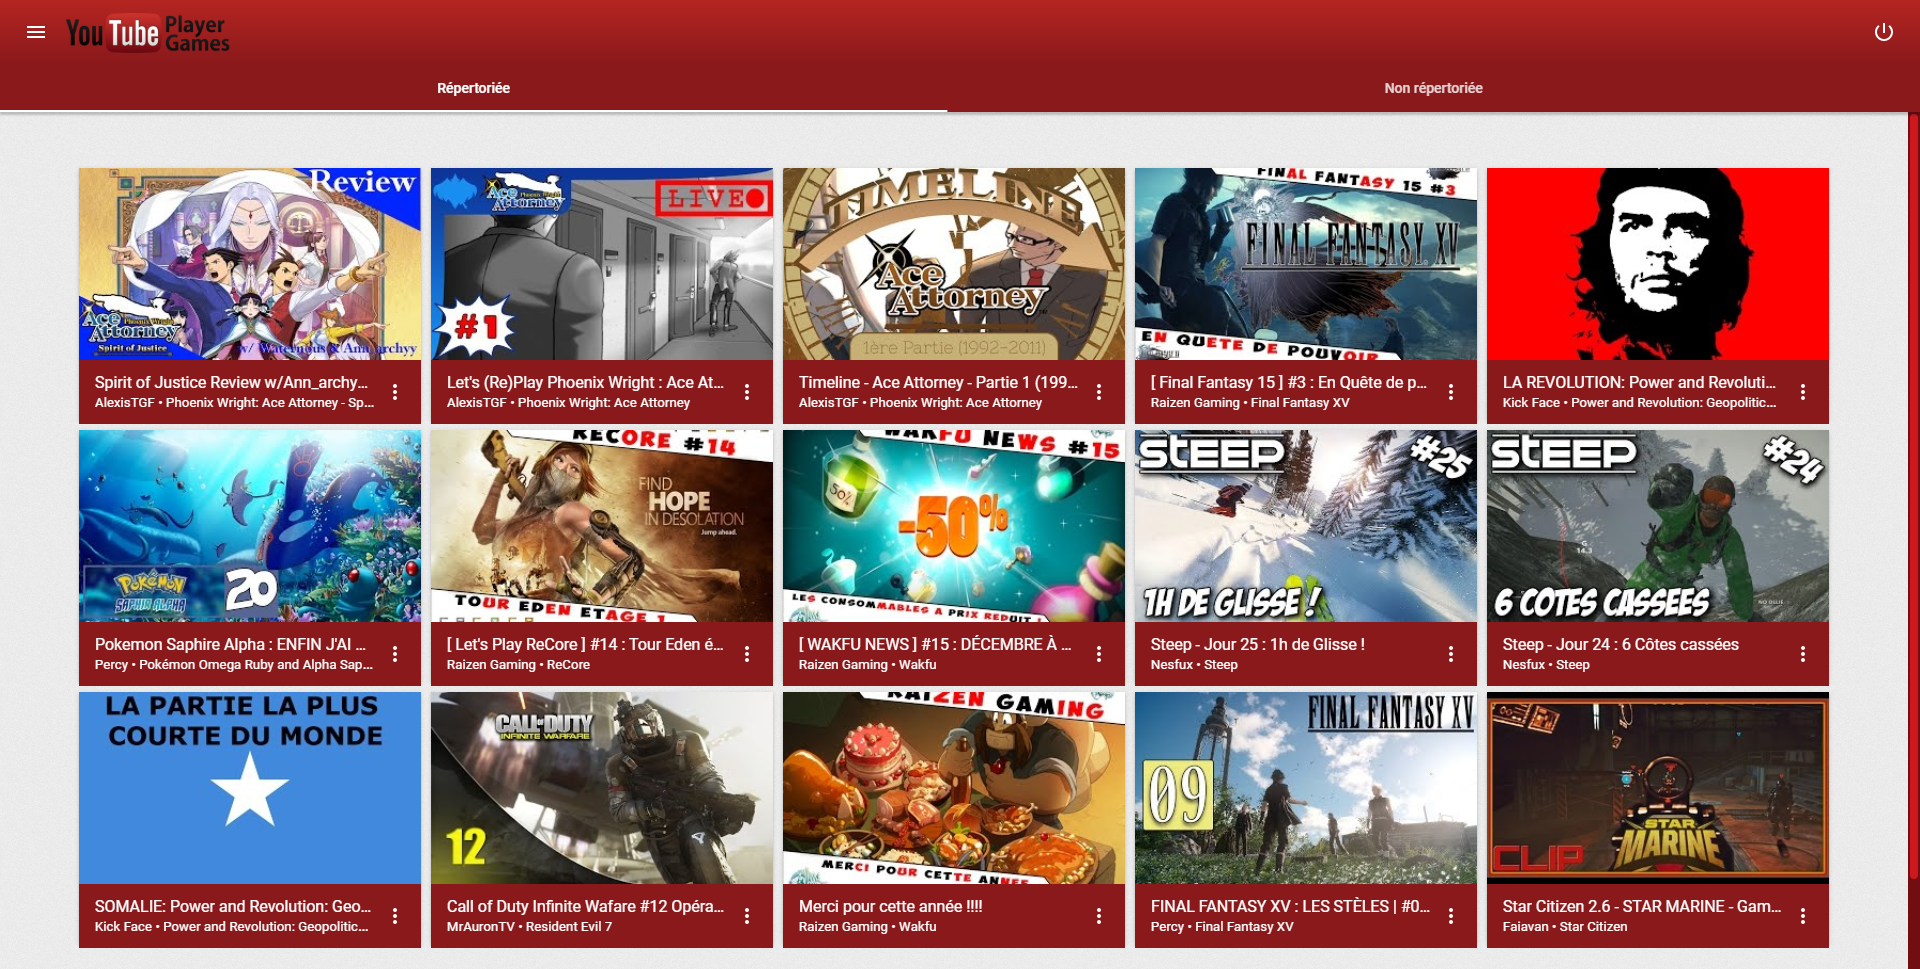 YouTube Player Games
Répertoriée
Non répertoriée
Review
Ace Attorney
Phoenix Wright
Spirit of Justice
w/ Waternous & Ann_archyy
Spirit of Justice Review w/Ann_archy...
AlexisTGF • Phoenix Wright: Ace Attorney - Sp...
Phoenix Wright
Ace Attorney
LIVE
#1
Let's (Re)Play Phoenix Wright : Ace At...
AlexisTGF • Phoenix Wright: Ace Attorney
TIMELINE
Ace Attorney
1ère Partie (1992-2011)
Timeline - Ace Attorney - Partie 1 (199...
AlexisTGF • Phoenix Wright: Ace Attorney
FINAL FANTASY 15 #3
FINAL FANTASY XV
EN QUETE DE POUVOIR
[ Final Fantasy 15 ] #3 : En Quête de p...
Raizen Gaming • Final Fantasy XV
LA REVOLUTION: Power and Revoluti...
Kick Face • Power and Revolution: Geopolitic...
POKéMON
SAPHIR ALPHA
20
Pokemon Saphire Alpha : ENFIN J'AI ...
Percy • Pokémon Omega Ruby and Alpha Sap...
RECORE #14
FIND
HOPE
IN DESOLATION
Jump ahead.
TOUR EDEN ETAGE 1
[ Let's Play ReCore ] #14 : Tour Eden é...
Raizen Gaming • ReCore
WAKFU NEWS #15
50%
-50%
LES CONSOMMABLES A PRIX REDUIT !
[ WAKFU NEWS ] #15 : DÉCEMBRE À ...
Raizen Gaming • Wakfu
STEEP
#25
1H DE GLISSE !
Steep - Jour 25 : 1h de Glisse !
Nesfux • Steep
STEEP
#24
G
14.3
6 COTES CASSEES
Steep - Jour 24 : 6 Côtes cassées
Nesfux • Steep
LA PARTIE LA PLUS
COURTE DU MONDE
SOMALIE: Power and Revolution: Geo...
Kick Face • Power and Revolution: Geopolitic...
CALL OF DUTY
INFINITE WARFARE
12
Call of Duty Infinite Wafare #12 Opéra...
MrAuronTV • Resident Evil 7
RAIZEN GAMING
MERCI POUR CETTE ANNEE
Merci pour cette année !!!!
Raizen Gaming • Wakfu
FINAL FANTASY XV
09
FINAL FANTASY XV : LES STÈLES | #0...
Percy • Final Fantasy XV
STAR
MARINE
CLIP
Star Citizen 2.6 - STAR MARINE - Gam...
Faiavan • Star Citizen